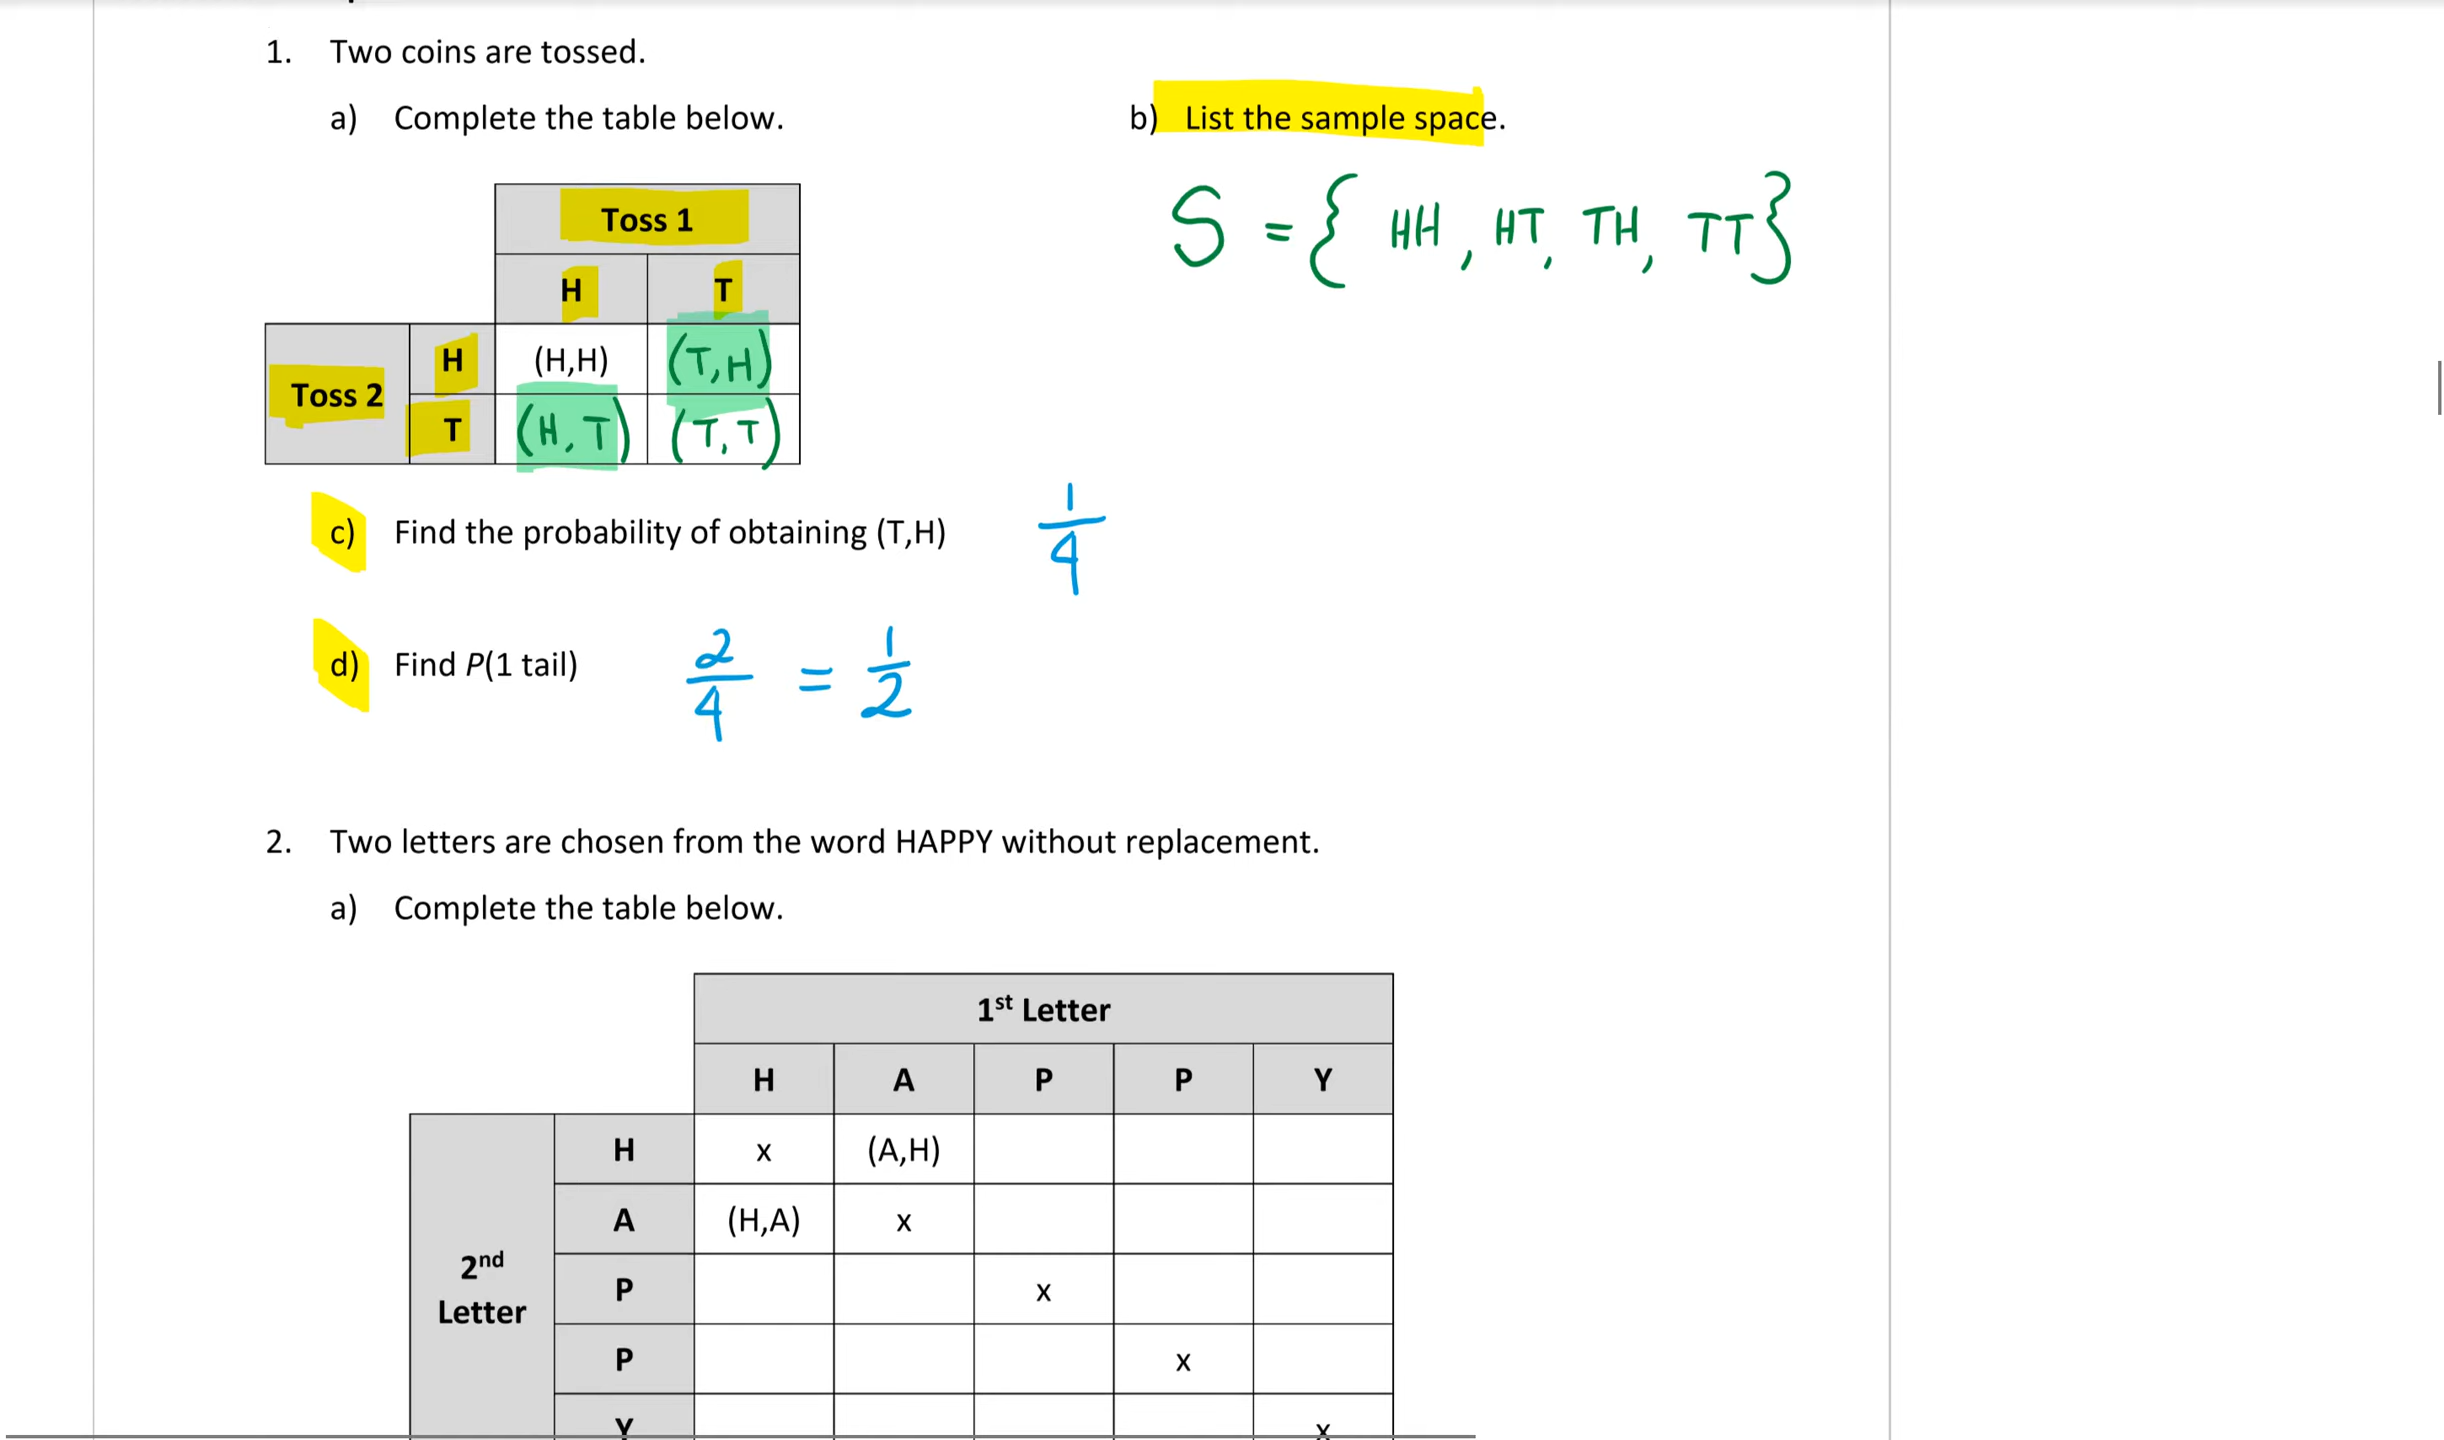 1. Two coins are tossed.
a) Complete the table below.
b) List the sample space.
S = { HH, HT, TH, TT}
Toss 1
H T
Toss 2
H (H,H) (T,H)
T (H,T) (T,T)
c) Find the probability of obtaining (T,H) 1/4
d) Find P(1 tail) 2/4 = 1/2
2. Two letters are chosen from the word HAPPY without replacement.
a) Complete the table below.
1st Letter
H A P P Y
2nd Letter
H x (A,H)
A (H,A) x
P x
P x
Y x